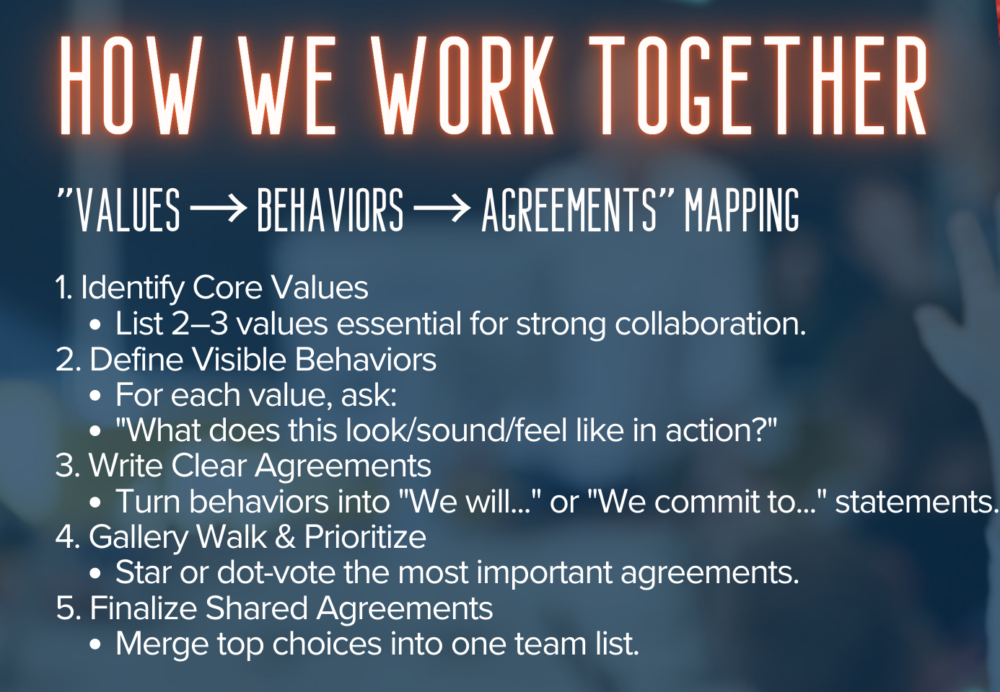 HOW WE WORK TOGETHER
"VALUES → BEHAVIORS → AGREEMENTS" MAPPING
1. Identify Core Values
• List 2–3 values essential for strong collaboration.
2. Define Visible Behaviors
• For each value, ask:
• "What does this look/sound/feel like in action?"
3. Write Clear Agreements
• Turn behaviors into "We will..." or "We commit to..." statements.
4. Gallery Walk & Prioritize
• Star or dot-vote the most important agreements.
5. Finalize Shared Agreements
• Merge top choices into one team list.